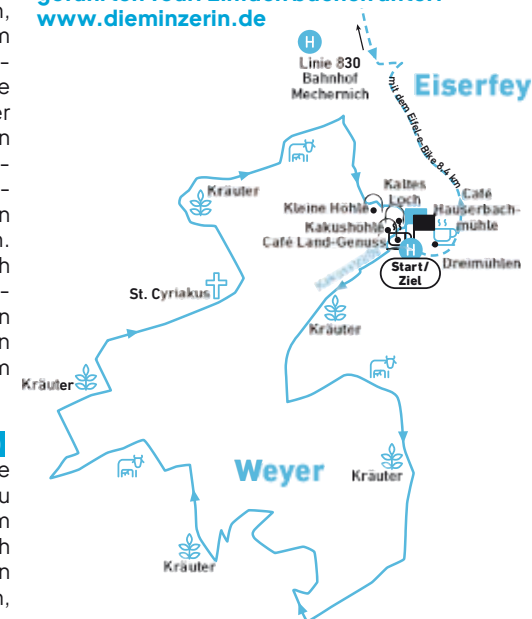 www.dieminzerin.de
H
Linie 830
Bahnhof
Mechernich
Eiserfey
mit dem Eifel-e-Bike 8,4 km
Kräuter
Kaltes
Loch
Kleine Höhle
Kakushöhle
Café Land-Genuss
Café
Hauserbach-
mühle
H
Start/
Ziel
Dreimühlen
St. Cyriakus
Kräuter
Kräuter
Weyer
Kräuter
Kräuter